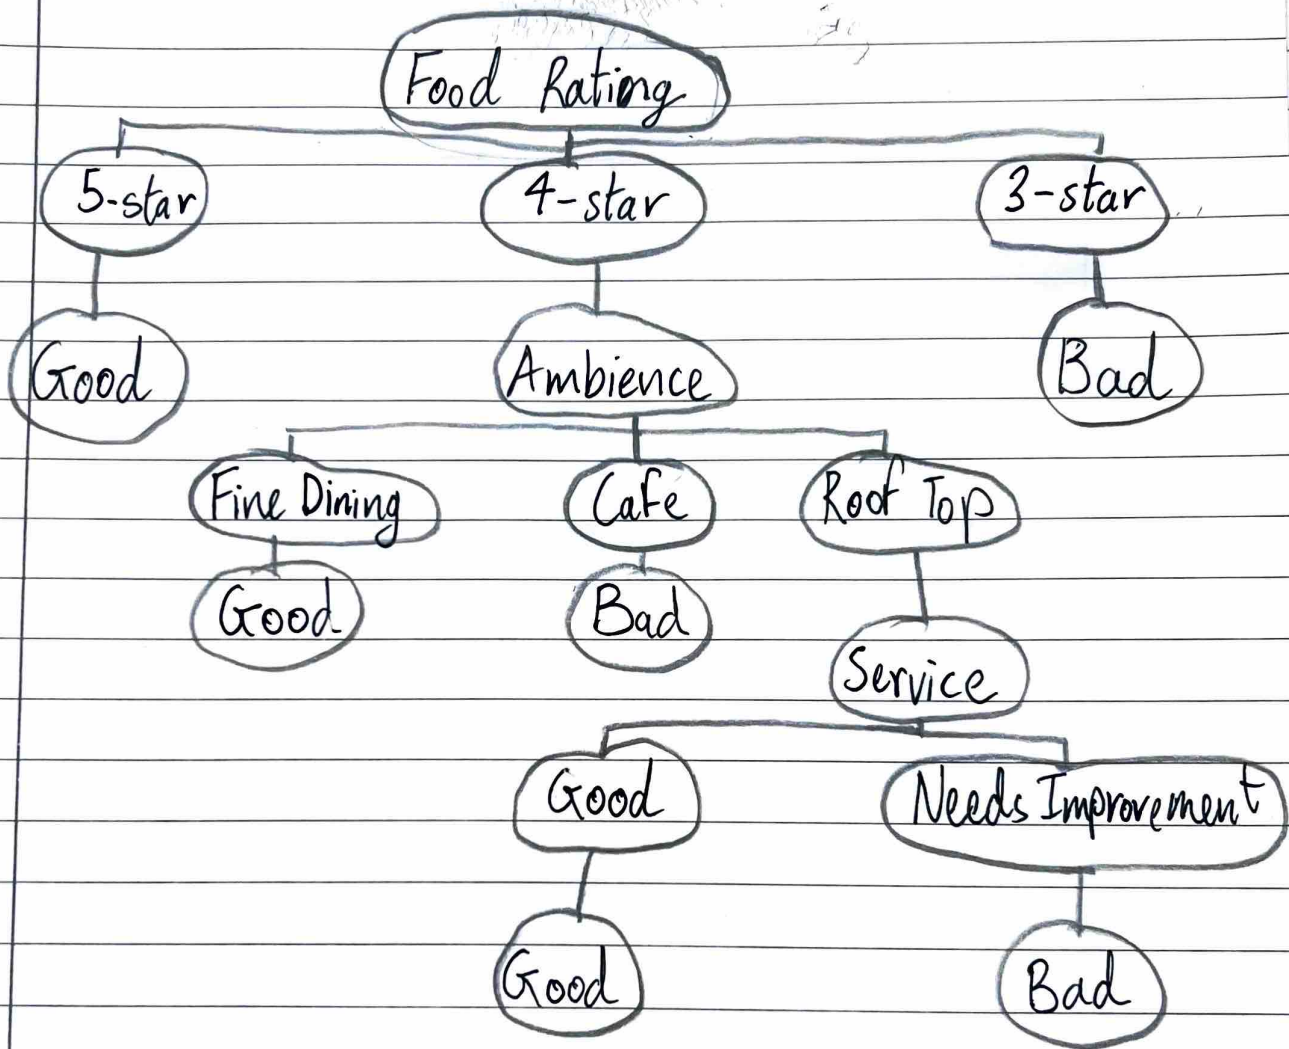 Food Rating
5-star 4-star 3-star
Good Ambience Bad
Fine Dining Cafe Roof Top
Good Bad
Service
Good Needs Improvement
Good Bad